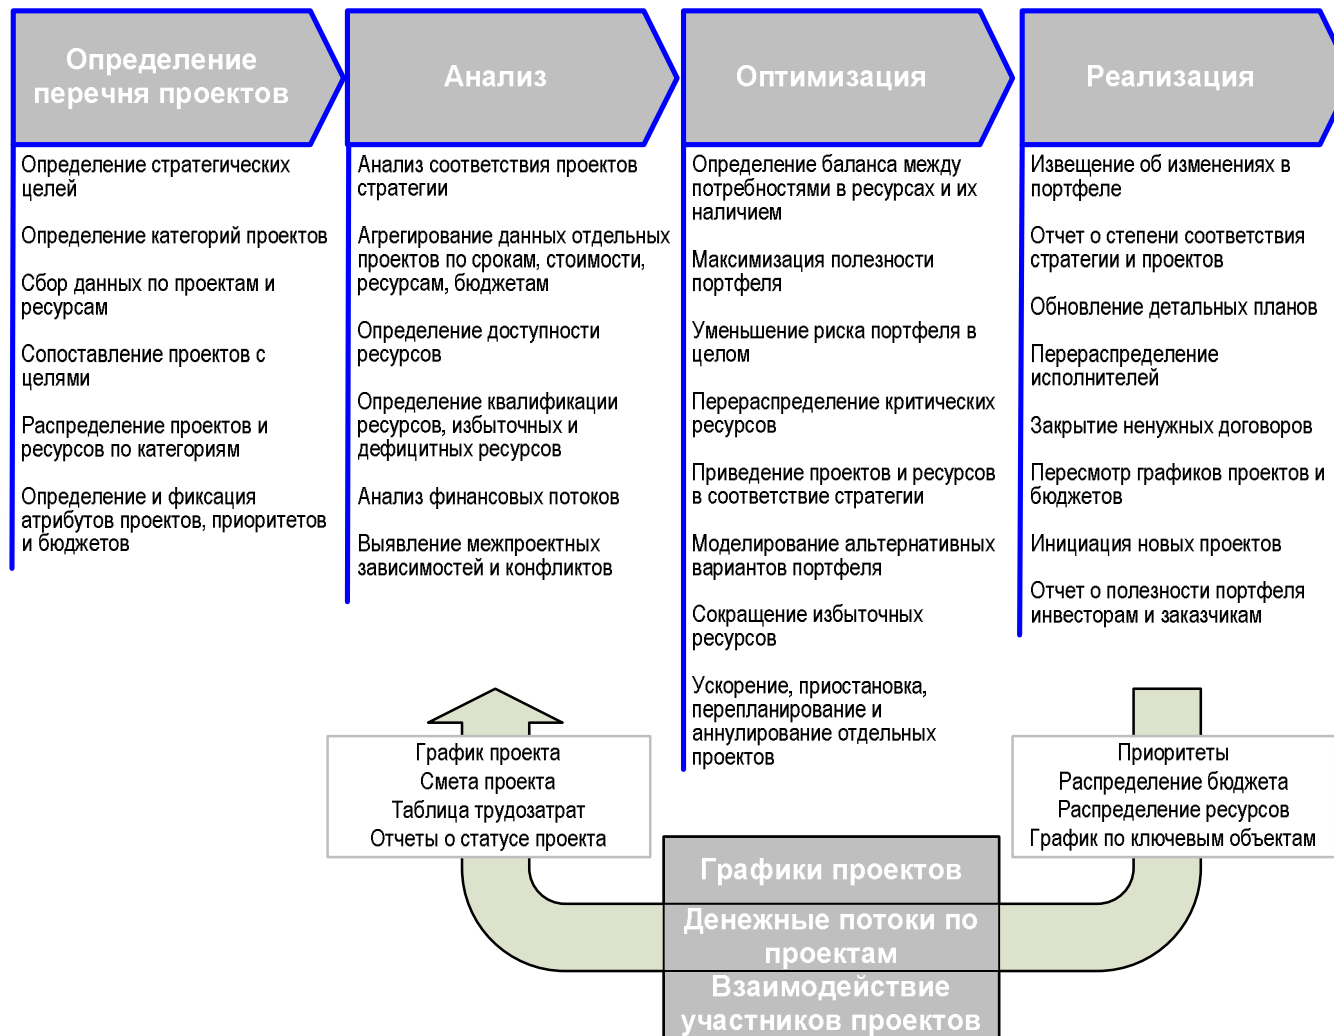 Определение
перечня проектов
Определение стратегических
целей
Определение категорий проектов
Сбор данных по проектам и
ресурсам
Сопоставление проектов с
целями
Распределение проектов и
ресурсов по категориям
Определение и фиксация
атрибутов проектов, приоритетов
и бюджетов
Анализ
Анализ соответствия проектов
стратегии
Агрегирование данных отдельных
проектов по срокам, стоимости,
ресурсам, бюджетам
Определение доступности
ресурсов
Определение квалификации
ресурсов, избыточных и
дефицитных ресурсов
Анализ финансовых потоков
Выявление межпроектных
зависимостей и конфликтов
Оптимизация
Определение баланса между
потребностями в ресурсах и их
наличием
Максимизация полезности
портфеля
Уменьшение риска портфеля в
целом
Перераспределение критических
ресурсов
Приведение проектов и ресурсов
в соответствие стратегии
Моделирование альтернативных
вариантов портфеля
Сокращение избыточных
ресурсов
Ускорение, приостановка,
перепланирование и
аннулирование отдельных
проектов
Реализация
Извещение об изменениях в
портфеле
Отчет о степени соответствия
стратегии и проектов
Обновление детальных планов
Перераспределение
исполнителей
Закрытие ненужных договоров
Пересмотр графиков проектов и
бюджетов
Инициация новых проектов
Отчет о полезности портфеля
инвесторам и заказчикам
График проекта
Смета проекта
Таблица трудозатрат
Отчеты о статусе проекта
Приоритеты
Распределение бюджета
Распределение ресурсов
График по ключевым объектам
Графики проектов
Денежные потоки по
проектам
Взаимодействие
участников проектов